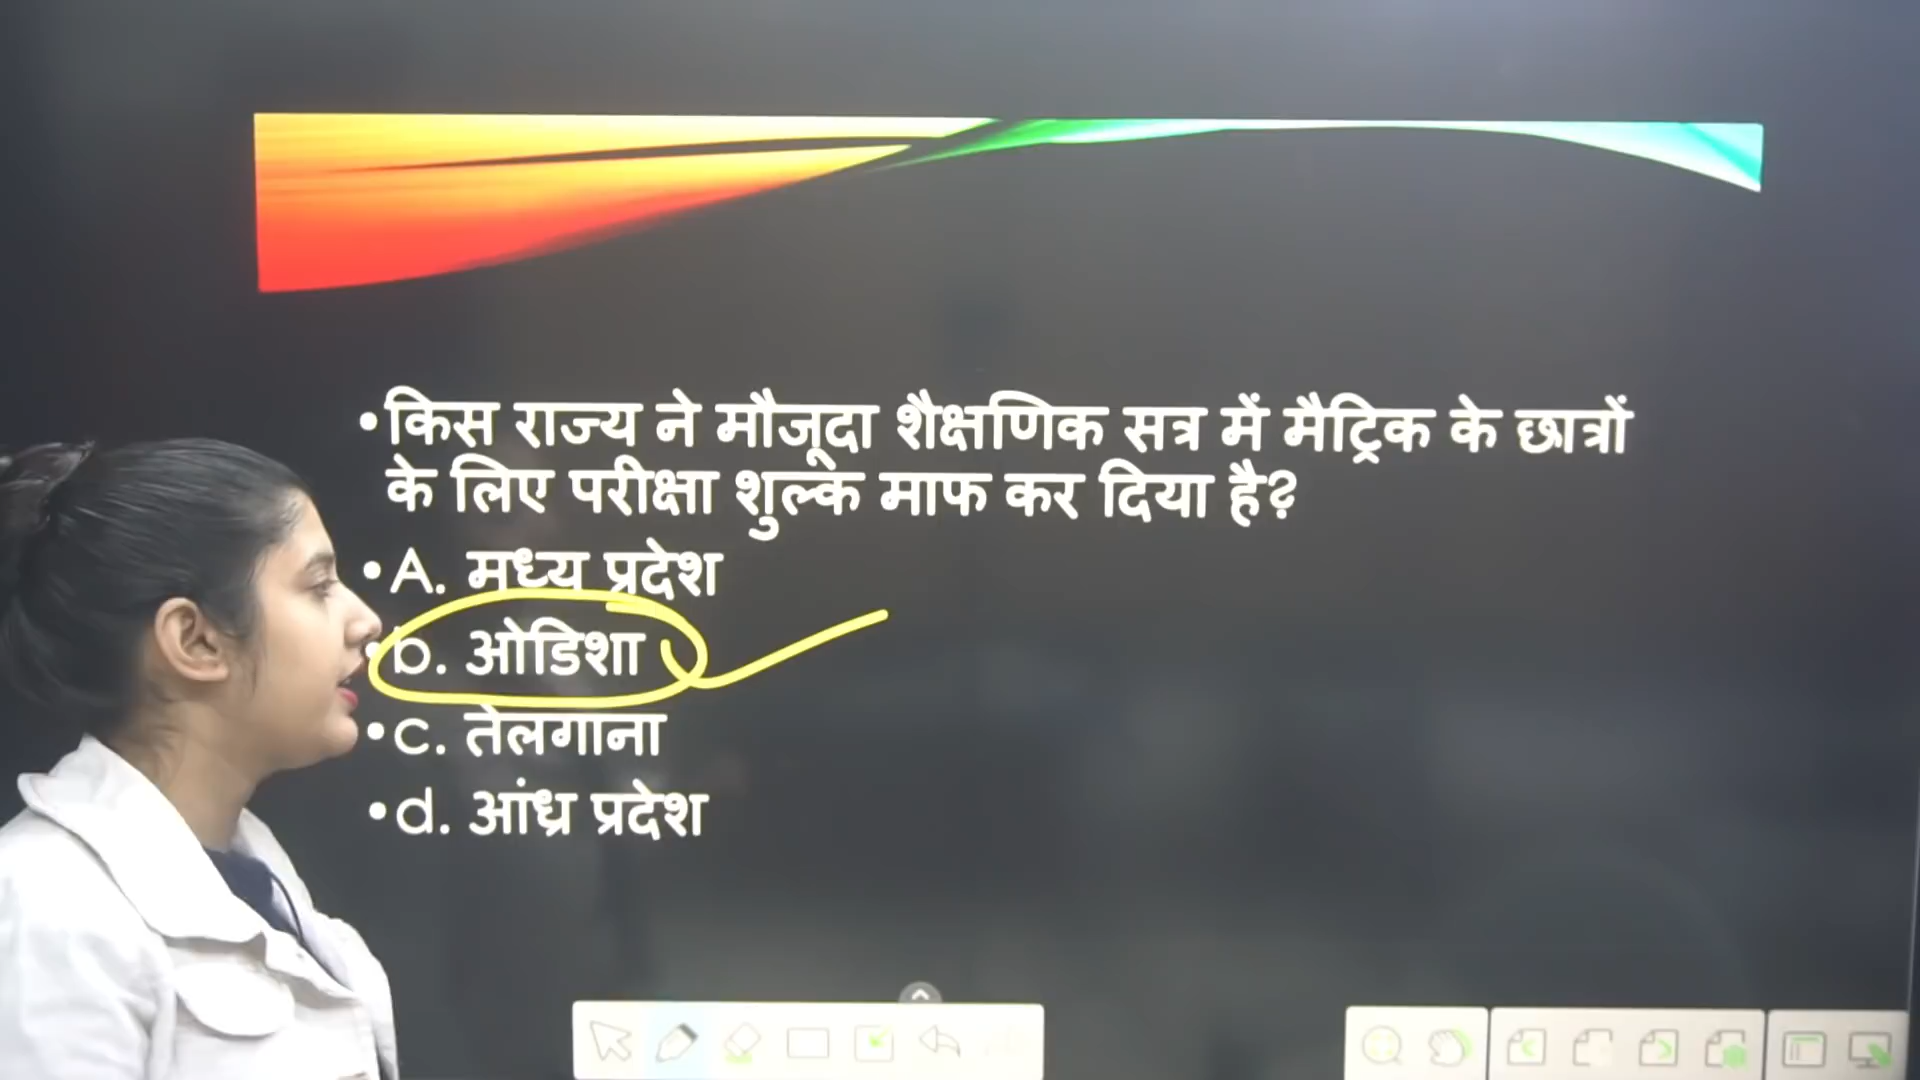 •किस राज्य ने मौजूदा शैक्षणिक सत्र में मैट्रिक के छात्रों
के लिए परीक्षा शुल्क माफ कर दिया है?
•A. मध्य प्रदेश
•b. ओडिशा
•c. तेलगाना
•d. आंध्र प्रदेश